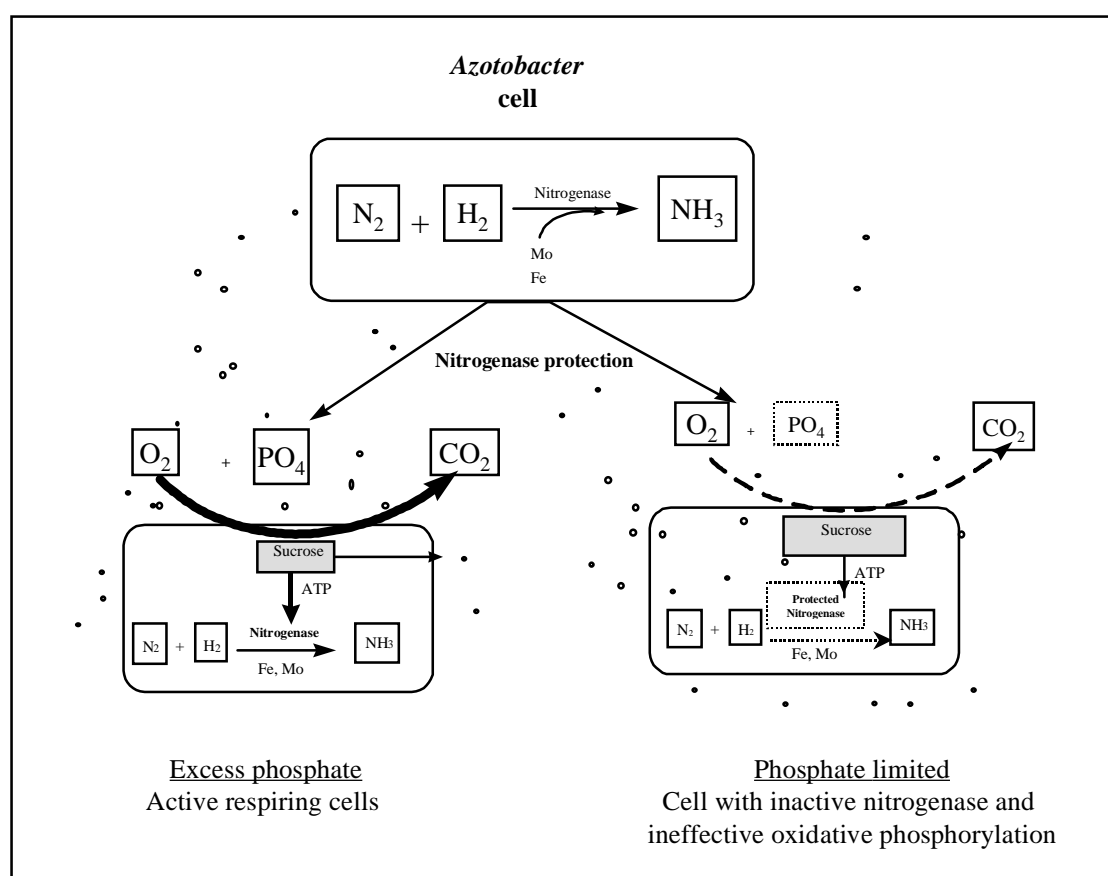 Azotobacter
cell
N₂ + H₂ Nitrogenase NH₃
Mo
Fe
Nitrogenase protection
O₂ + PO₄ CO₂
Sucrose
ATP
N₂ + H₂ Nitrogenase NH₃
Fe, Mo
Excess phosphate
Active respiring cells
O₂ + PO₄ CO₂
Sucrose
ATP
Protected
Nitrogenase
N₂ + H₂ NH₃
Fe, Mo
Phosphate limited
Cell with inactive nitrogenase and
ineffective oxidative phosphorylation